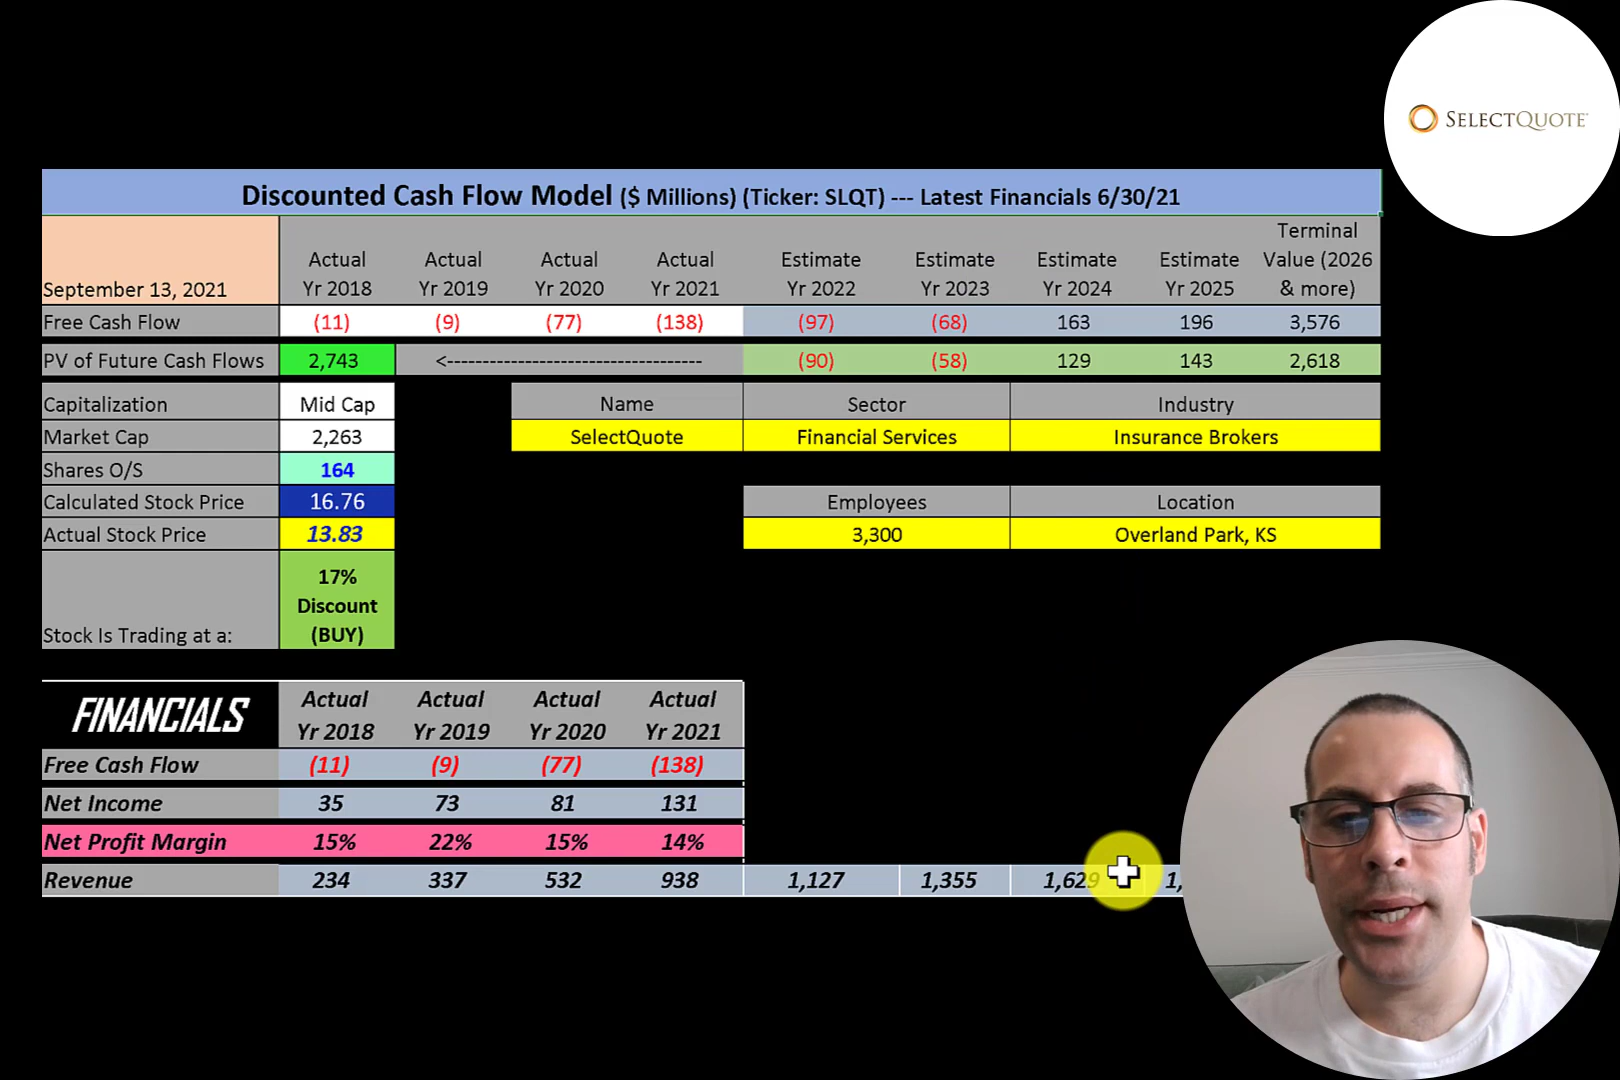 SELECTQUOTE
Discounted Cash Flow Model ($ Millions) (Ticker: SLQT) --- Latest Financials 6/30/21
September 13, 2021 Actual Yr 2018 Actual Yr 2019 Actual Yr 2020 Actual Yr 2021 Estimate Yr 2022 Estimate Yr 2023 Estimate Yr 2024 Estimate Yr 2025 Terminal Value (2026 & more)
Free Cash Flow (11) (9) (77) (138) (97) (68) 163 196 3,576
PV of Future Cash Flows 2,743 <------------------------------------ (90) (58) 129 143 2,618
Capitalization Mid Cap Name Sector Industry
Market Cap 2,263 SelectQuote Financial Services Insurance Brokers
Shares O/S 164
Calculated Stock Price 16.76 Employees Location
Actual Stock Price 13.83 3,300 Overland Park, KS
Stock Is Trading at a: 17% Discount (BUY)
FINANCIALS Actual Yr 2018 Actual Yr 2019 Actual Yr 2020 Actual Yr 2021
Free Cash Flow (11) (9) (77) (138)
Net Income 35 73 81 131
Net Profit Margin 15% 22% 15% 14%
Revenue 234 337 532 938 1,127 1,355 1,629